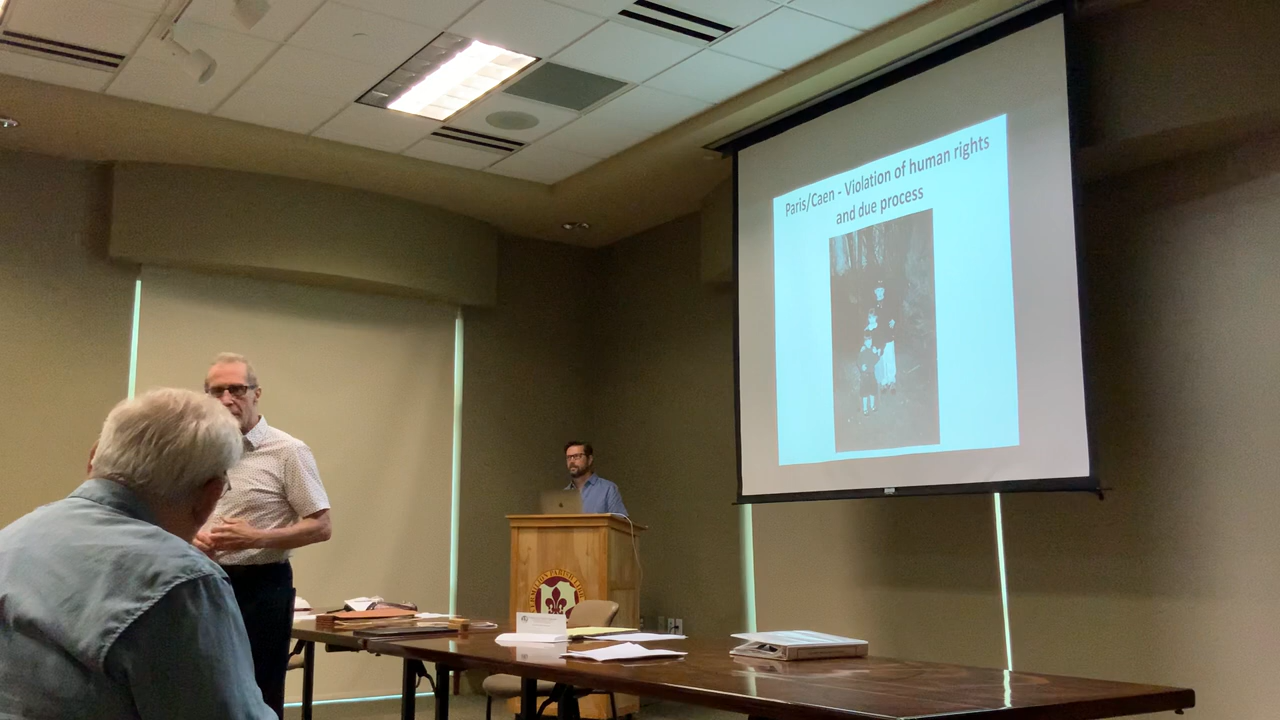 Paris/Caen - Violation of human rights
and due process